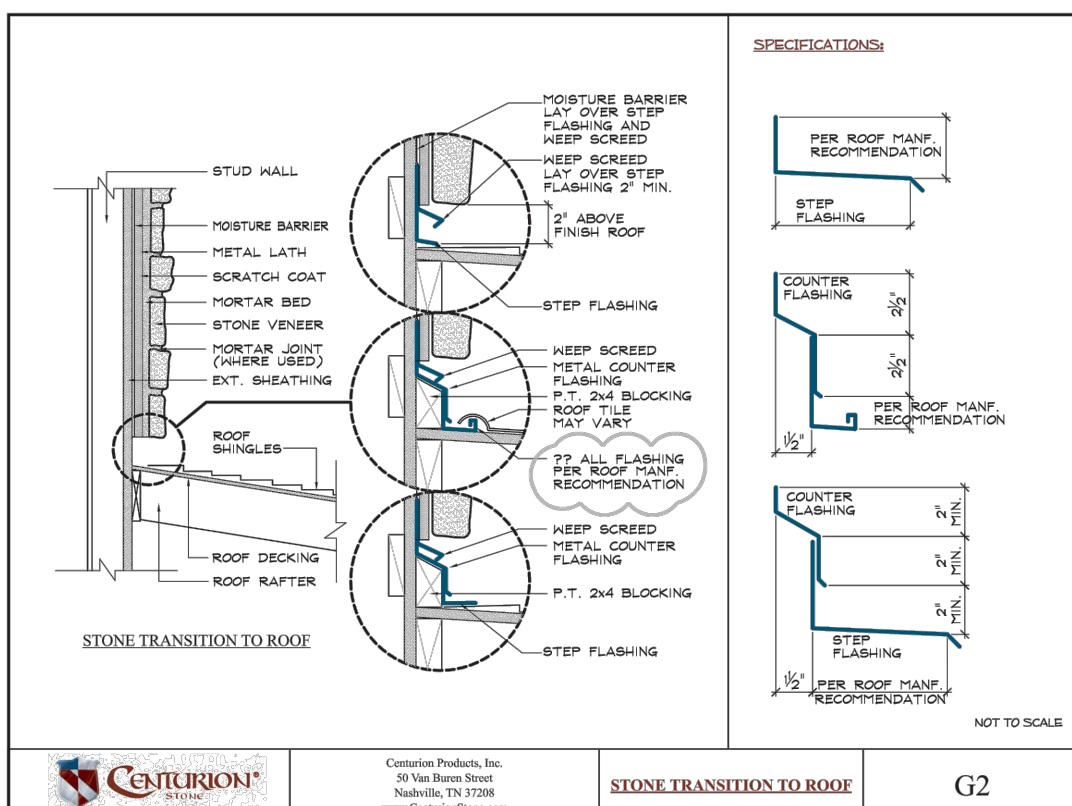 SPECIFICATIONS:
STUD WALL
MOISTURE BARRIER
METAL LATH
SCRATCH COAT
MORTAR BED
STONE VENEER
MORTAR JOINT
(WHERE USED)
EXT. SHEATHING
ROOF
SHINGLES
ROOF DECKING
ROOF RAFTER
STONE TRANSITION TO ROOF
MOISTURE BARRIER
LAY OVER STEP
FLASHING AND
WEEP SCREED
WEEP SCREED
LAY OVER STEP
FLASHING 2" MIN.
2" ABOVE
FINISH ROOF
STEP FLASHING
WEEP SCREED
METAL COUNTER
FLASHING
P.T. 2x4 BLOCKING
ROOF TILE
MAY VARY
?? ALL FLASHING
PER ROOF MANF.
RECOMMENDATION
WEEP SCREED
METAL COUNTER
FLASHING
P.T. 2x4 BLOCKING
STEP FLASHING
PER ROOF MANF.
RECOMMENDATION
STEP
FLASHING
COUNTER
FLASHING
2½"
2½"
PER ROOF MANF.
RECOMMENDATION
1½"
COUNTER
FLASHING
2"
MIN.
2"
MIN.
2"
MIN.
STEP
FLASHING
1½"
PER ROOF MANF.
RECOMMENDATION
NOT TO SCALE
CENTURION®
STONE
Centurion Products, Inc.
50 Van Buren Street
Nashville, TN 37208
STONE TRANSITION TO ROOF
G2